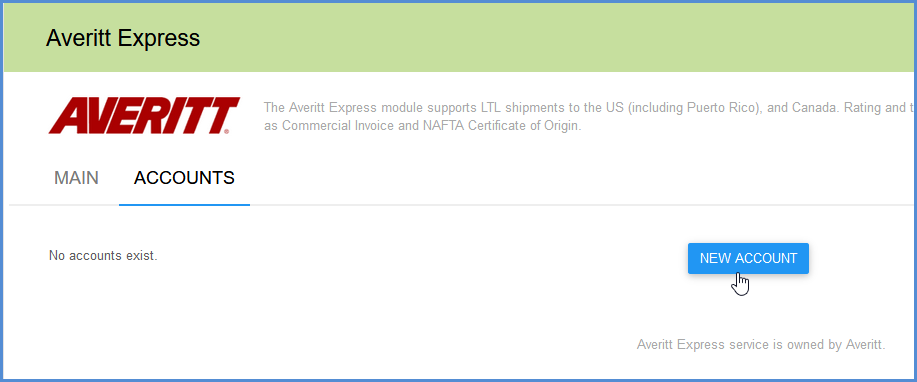 Averitt Express
AVERITT®
The Averitt Express module supports LTL shipments to the US (including Puerto Rico), and Canada. Rating and t
as Commercial Invoice and NAFTA Certificate of Origin.
MAIN ACCOUNTS
No accounts exist.
NEW ACCOUNT
Averitt Express service is owned by Averitt.